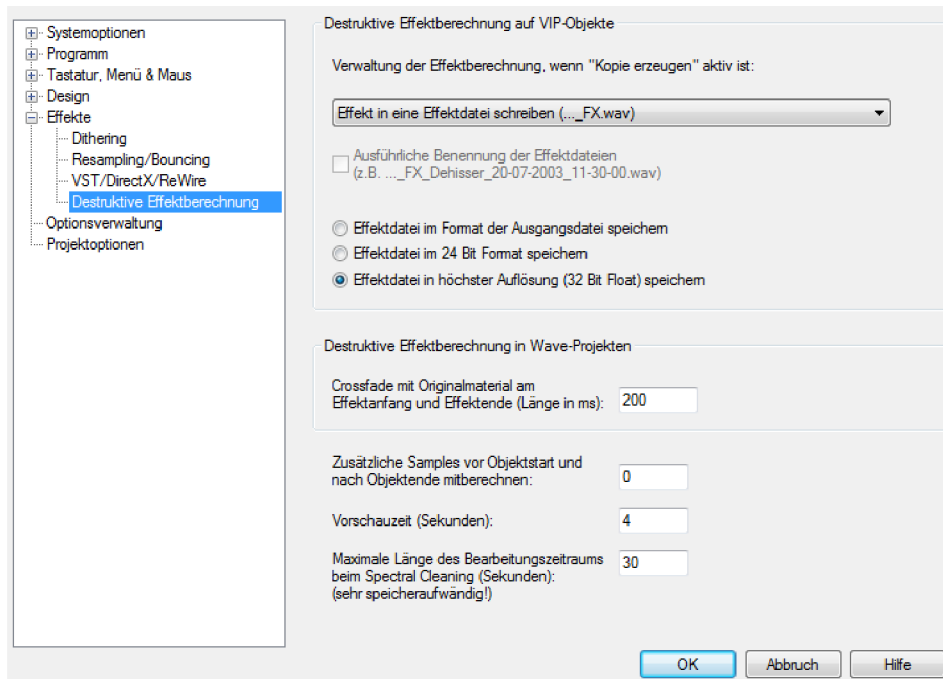 Systemoptionen
Programm
Tastatur, Menü & Maus
Design
Effekte
Dithering
Resampling/Bouncing
VST/DirectX/ReWire
Destruktive Effektberechnung
Optionsverwaltung
Projektoptionen
Destruktive Effektberechnung auf VIP-Objekte
Verwaltung der Effektberechnung, wenn "Kopie erzeugen" aktiv ist:
Effekt in eine Effektdatei schreiben (..._FX.wav)
Ausführliche Benennung der Effektdateien
(z.B. ..._FX_Dehisser_20-07-2003_11-30-00.wav)
Effektdatei im Format der Ausgangsdatei speichern
Effektdatei im 24 Bit Format speichern
Effektdatei in höchster Auflösung (32 Bit Float) speichern
Destruktive Effektberechnung in Wave-Projekten
Crossfade mit Originalmaterial am
Effektanfang und Effektende (Länge in ms): 200
Zusätzliche Samples vor Objektstart und
nach Objektende mitberechnen: 0
Vorschauzeit (Sekunden): 4
Maximale Länge des Bearbeitungszeitraums 30
beim Spectral Cleaning (Sekunden):
(sehr speicheraufwändig!)
OK Abbruch Hilfe